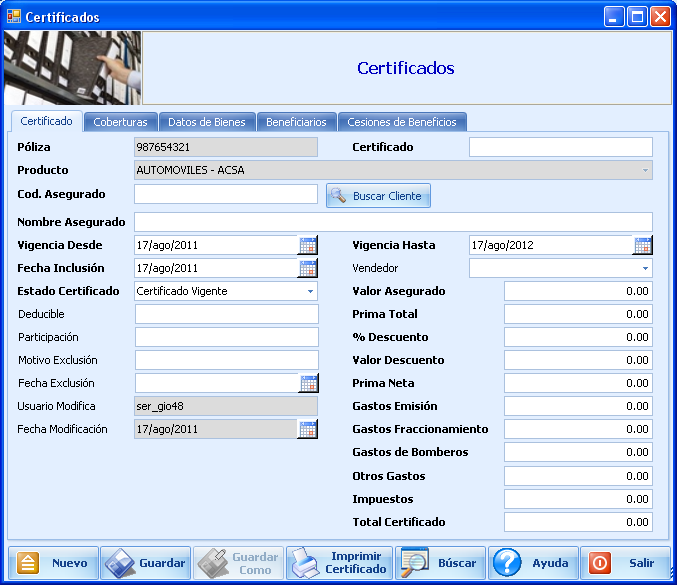 Certificados
Certificados
Certificado Coberturas Datos de Bienes Beneficiarios Cesiones de Beneficios
Póliza 987654321 Certificado
Producto AUTOMOVILES - ACSA
Cod. Asegurado Buscar Cliente
Nombre Asegurado
Vigencia Desde 17/ago/2011 Vigencia Hasta 17/ago/2012
Fecha Inclusión 17/ago/2011 Vendedor
Estado Certificado Certificado Vigente Valor Asegurado 0.00
Deducible Prima Total 0.00
Participación % Descuento 0.00
Motivo Exclusión Valor Descuento 0.00
Fecha Exclusión Prima Neta 0.00
Usuario Modifica ser_gio48 Gastos Emisión 0.00
Fecha Modificación 17/ago/2011 Gastos Fraccionamiento 0.00
Gastos de Bomberos 0.00
Otros Gastos 0.00
Impuestos 0.00
Total Certificado 0.00
Nuevo Guardar Guardar Como Imprimir Certificado Búscar Ayuda Salir